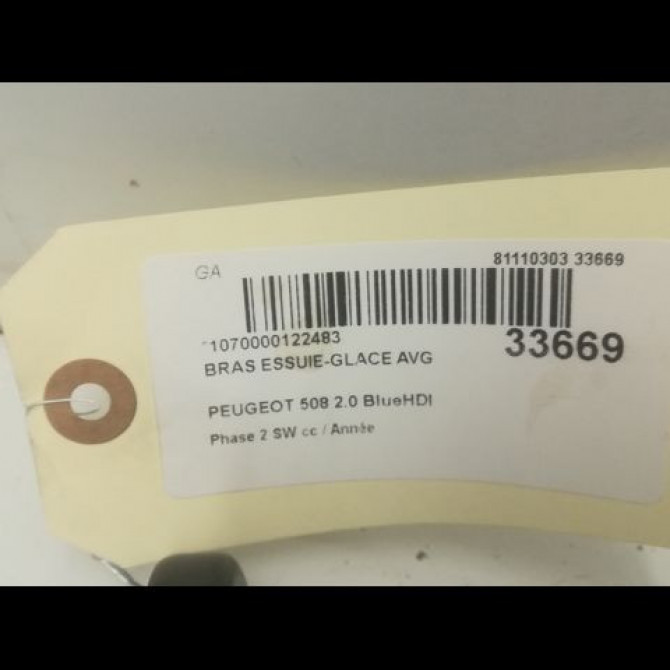 GA
81110303 33669
*1070000122483
33669
BRAS ESSUIE-GLACE AVG
PEUGEOT 508 2.0 BlueHDI
Phase 2 SW cc / Année